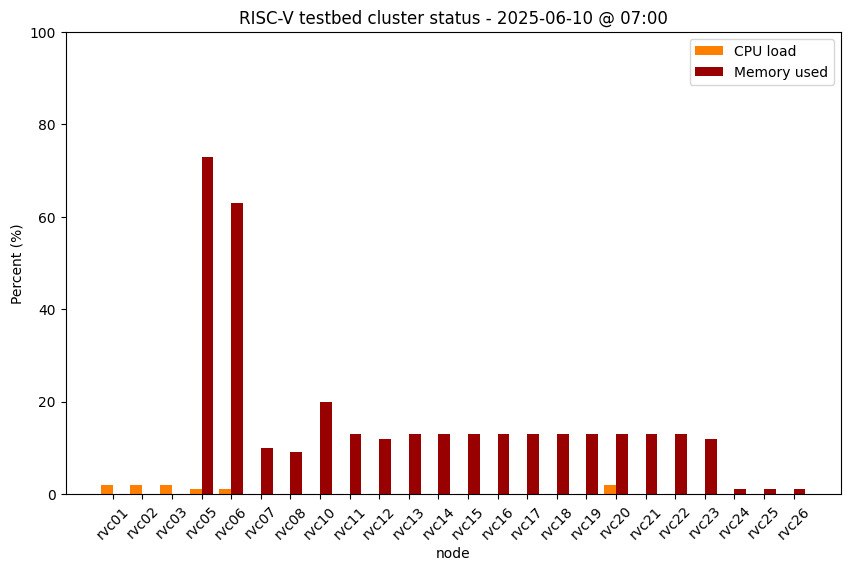 RISC-V testbed cluster status - 2025-06-10 @ 07:00
CPU load
Memory used
Percent (%)
100
80
60
40
20
0
rvc01 rvc02 rvc03 rvc05 rvc06 rvc07 rvc08 rvc10 rvc11 rvc12 rvc13 rvc14 rvc15 rvc16 rvc17 rvc18 rvc19 rvc20 rvc21 rvc22 rvc23 rvc24 rvc25 rvc26
node